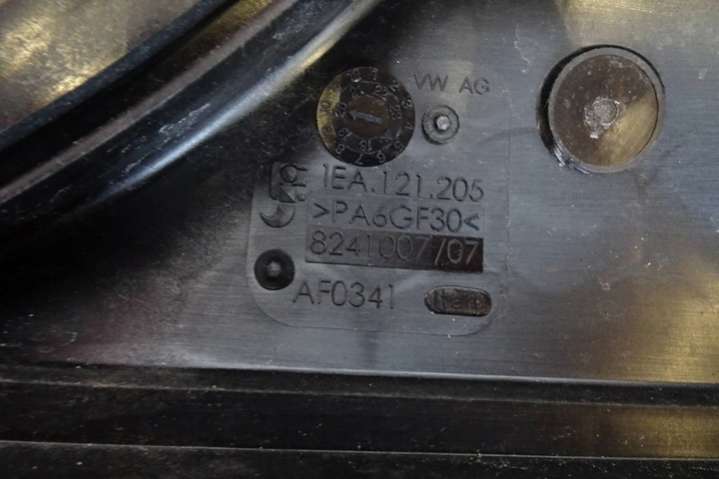 VW AG
1EA.121.205
>PA6GF30<
8241007/07
AF0341